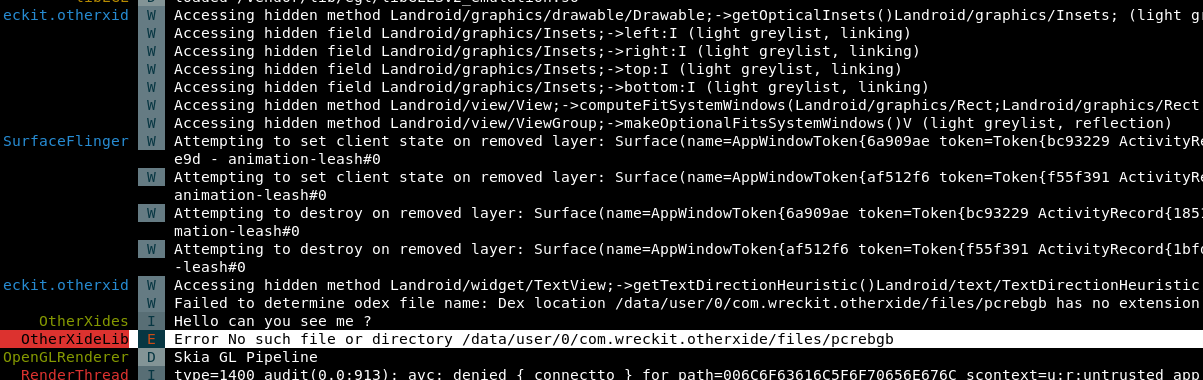 eckit.otherxid W Accessing hidden method Landroid/graphics/drawable/Drawable;->getOpticalInsets()Landroid/graphics/Insets; (light
W Accessing hidden field Landroid/graphics/Insets;->left:I (light greylist, linking)
W Accessing hidden field Landroid/graphics/Insets;->right:I (light greylist, linking)
W Accessing hidden field Landroid/graphics/Insets;->top:I (light greylist, linking)
W Accessing hidden field Landroid/graphics/Insets;->bottom:I (light greylist, linking)
W Accessing hidden method Landroid/view/View;->computeFitSystemWindows(Landroid/graphics/Rect;Landroid/graphics/Rect
W Accessing hidden method Landroid/view/ViewGroup;->makeOptionalFitsSystemWindows()V (light greylist, reflection)
SurfaceFlinger W Attempting to set client state on removed layer: Surface(name=AppWindowToken{6a909ae token=Token{bc93229 ActivityRe
e9d - animation-leash#0
W Attempting to set client state on removed layer: Surface(name=AppWindowToken{af512f6 token=Token{f55f391 ActivityRe
animation-leash#0
W Attempting to destroy on removed layer: Surface(name=AppWindowToken{6a909ae token=Token{bc93229 ActivityRecord{185
mation-leash#0
W Attempting to destroy on removed layer: Surface(name=AppWindowToken{af512f6 token=Token{f55f391 ActivityRecord{1bf
-leash#0
eckit.otherxid W Accessing hidden method Landroid/widget/TextView;->getTextDirectionHeuristic()Landroid/text/TextDirectionHeuristic
W Failed to determine odex file name: Dex location /data/user/0/com.wreckit.otherxide/files/pcrebgb has no extension
OtherXides I Hello can you see me ?
OtherXideLib E Error No such file or directory /data/user/0/com.wreckit.otherxide/files/pcrebgb
OpenGLRenderer D Skia GL Pipeline
RenderThread I type=1400 audit(0.0:913): avc: denied { connectto } for path=006C6F63616C5F6F70656E676C scontext=u:r:untrusted_app